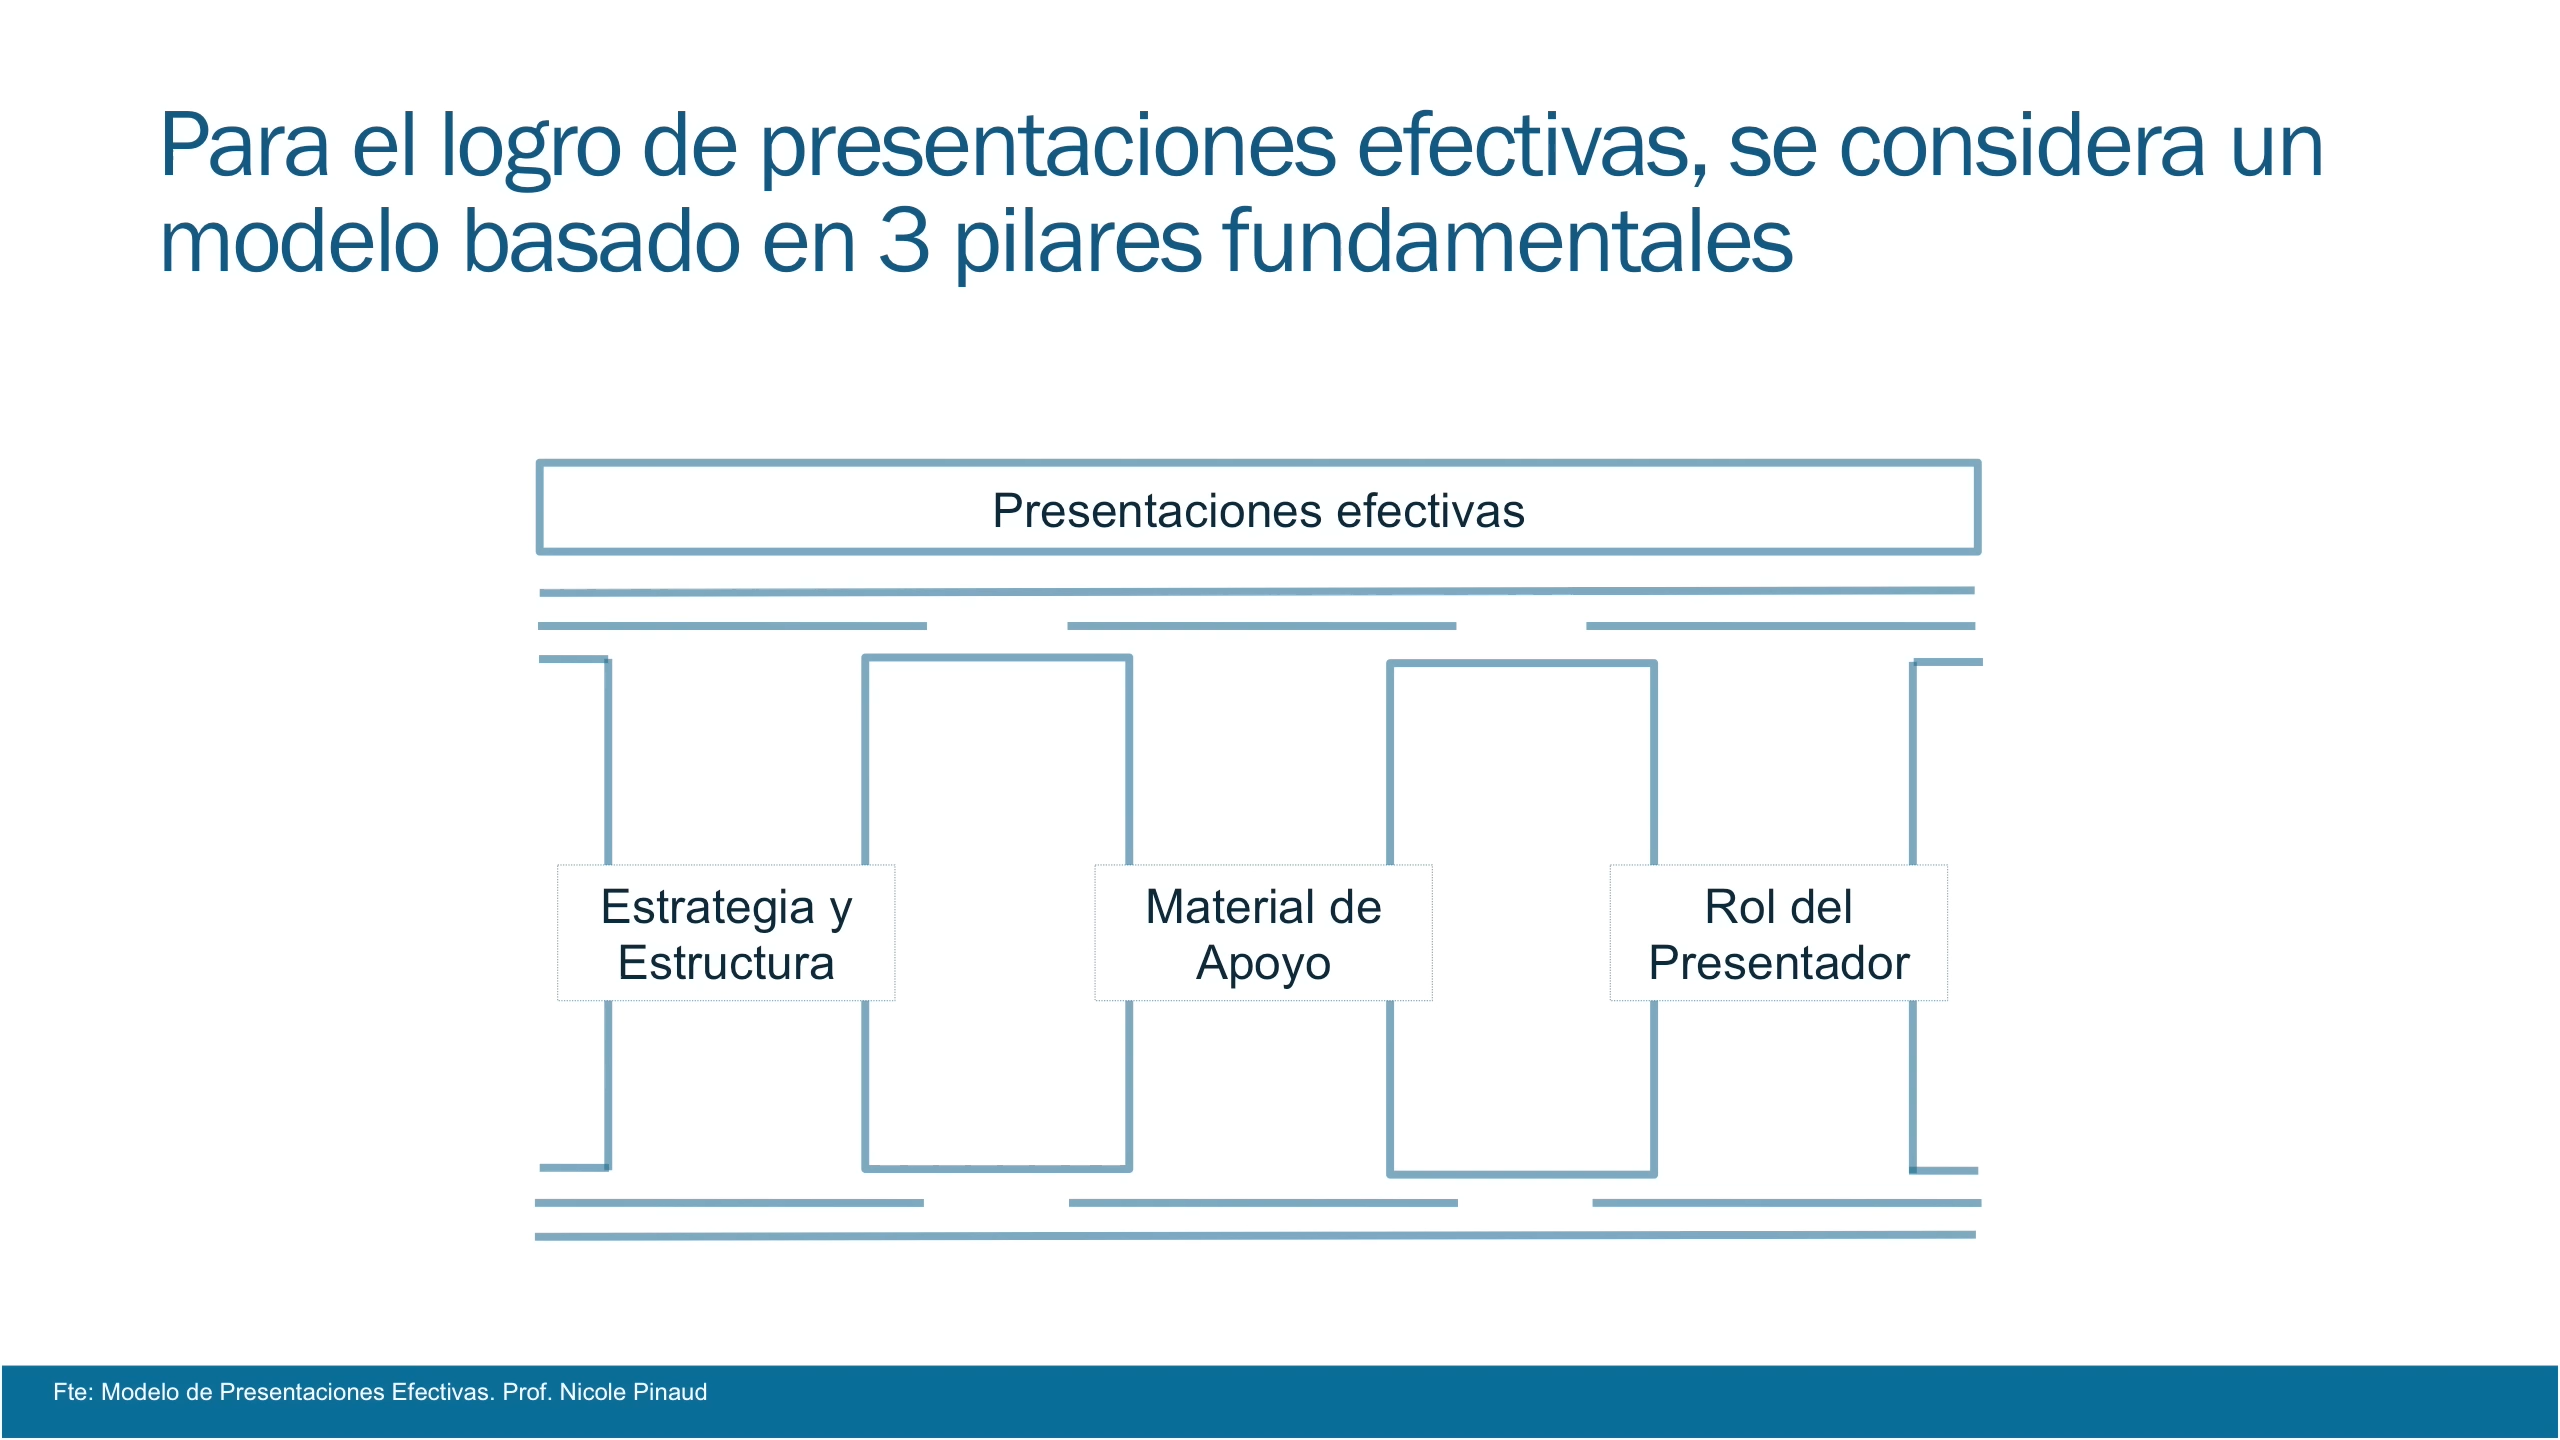 Para el logro de presentaciones efectivas, se considera un
modelo basado en 3 pilares fundamentales
Presentaciones efectivas
Estrategia y
Estructura
Material de
Apoyo
Rol del
Presentador
Fte: Modelo de Presentaciones Efectivas. Prof. Nicole Pinaud